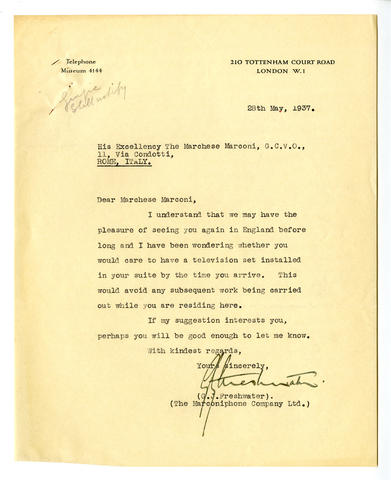 Telephone
Museum 4144
210 TOTTENHAM COURT ROAD
LONDON W.1
28th May, 1937.
His Excellency The Marchese Marconi, G.C.V.O.,
11, Via Condotti,
ROME, ITALY.
Dear Marchese Marconi,
I understand that we may have the
pleasure of seeing you again in England before
long and I have been wondering whether you
would care to have a television set installed
in your suite by the time you arrive. This
would avoid any subsequent work being carried
out while you are residing here.
If my suggestion interests you,
perhaps you will be good enough to let me know.
With kindest regards,
Yours sincerely,
(G.J.Freshwater).
(The Marconiphone Company Ltd.)